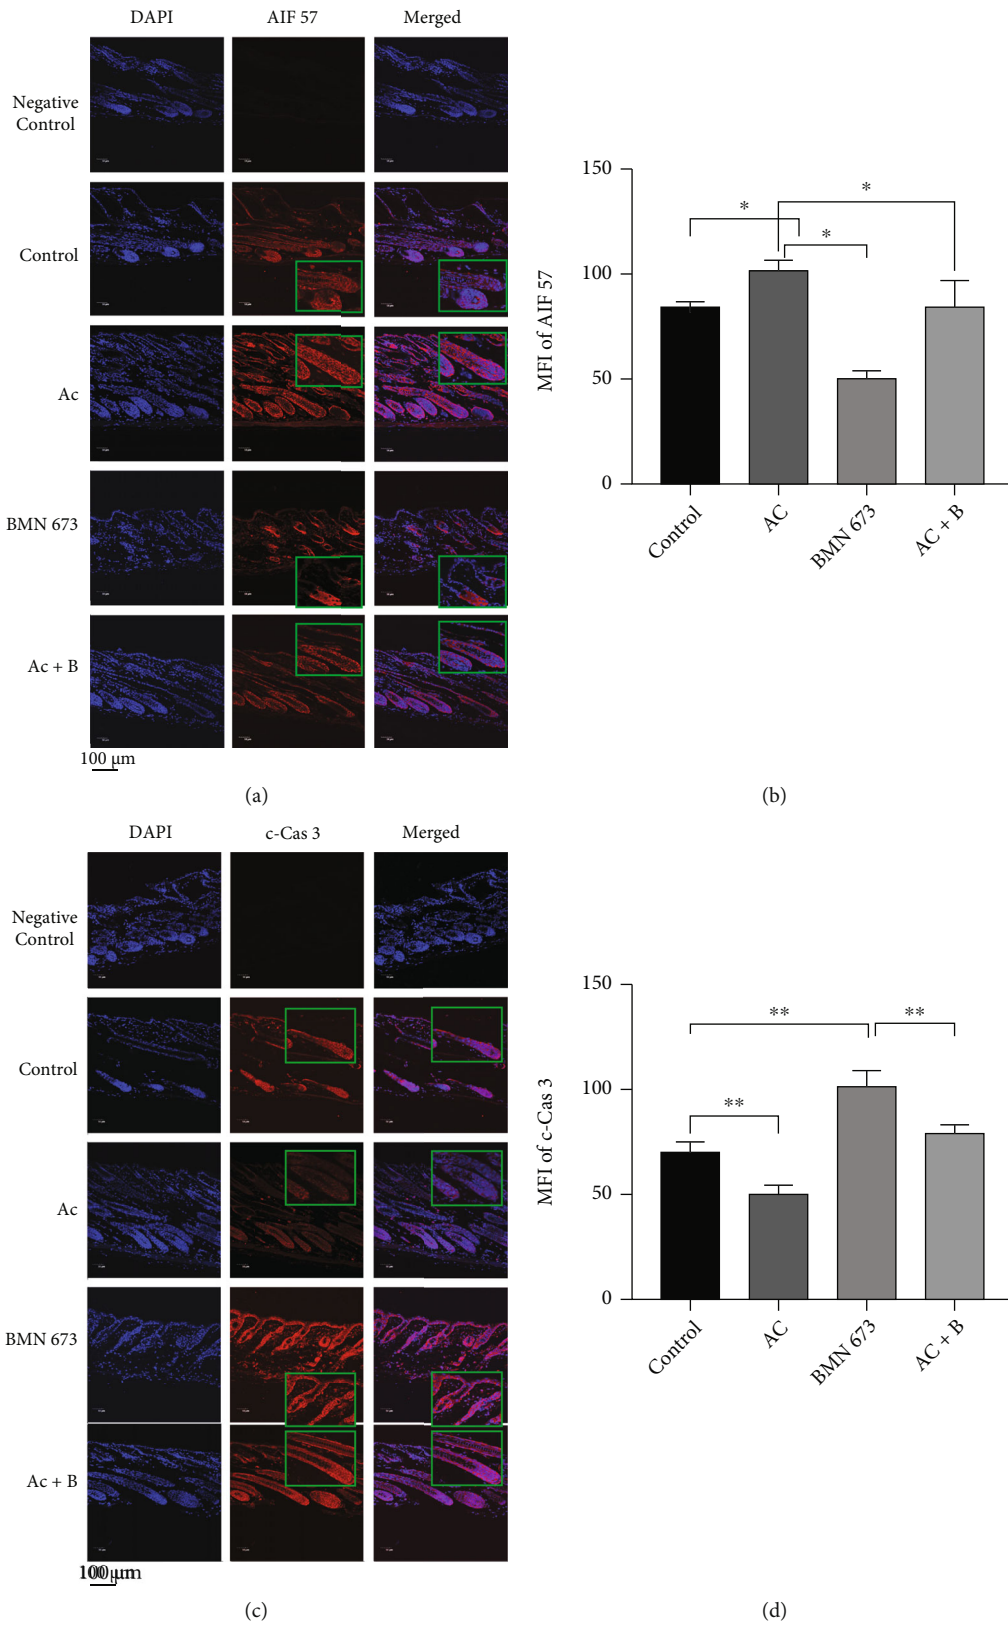 DAPI AIF 57 Merged
Negative
Control
Control
Ac
BMN 673
Ac + B
100 µm
(a)
150
100
50
0
MFI of AIF 57
*
*
*
Control
AC
BMN 673
AC + B
(b)
DAPI c-Cas 3 Merged
Negative
Control
Control
Ac
BMN 673
Ac + B
100 µm
(c)
150
100
50
0
MFI of c-Cas 3
**
**
**
Control
AC
BMN 673
AC + B
(d)